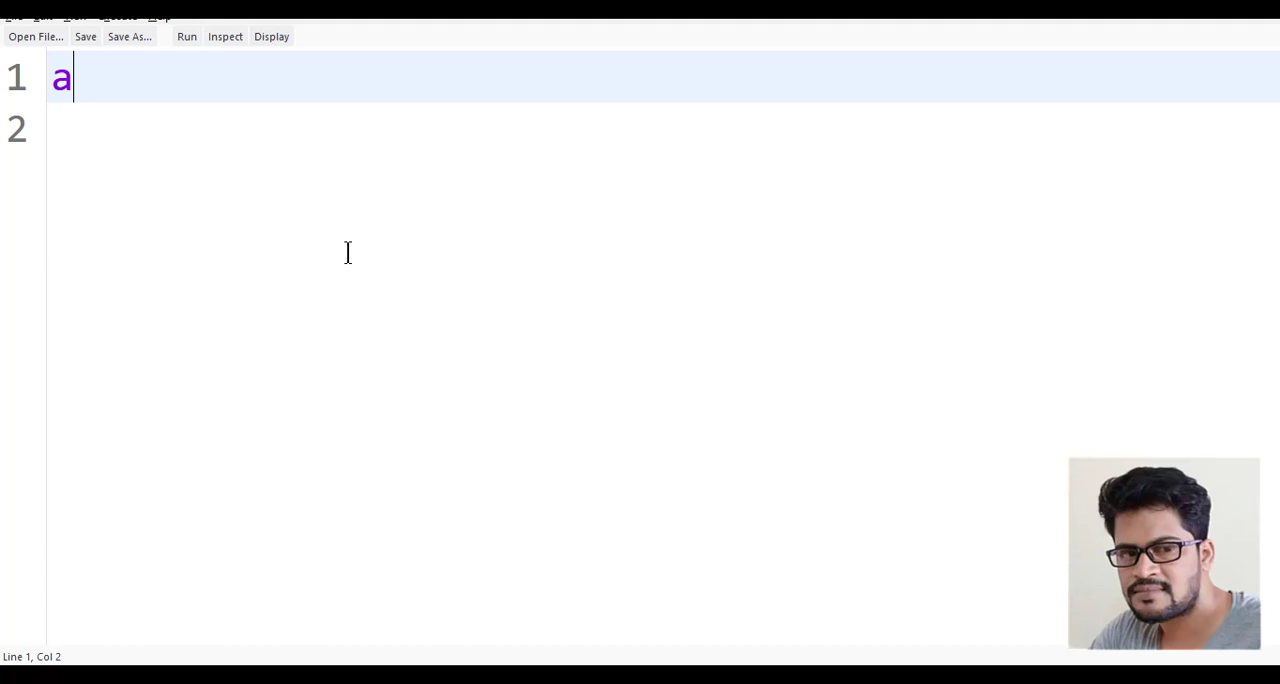 Open File... Save Save As... Run Inspect Display
1 a
2
Line 1, Col 2